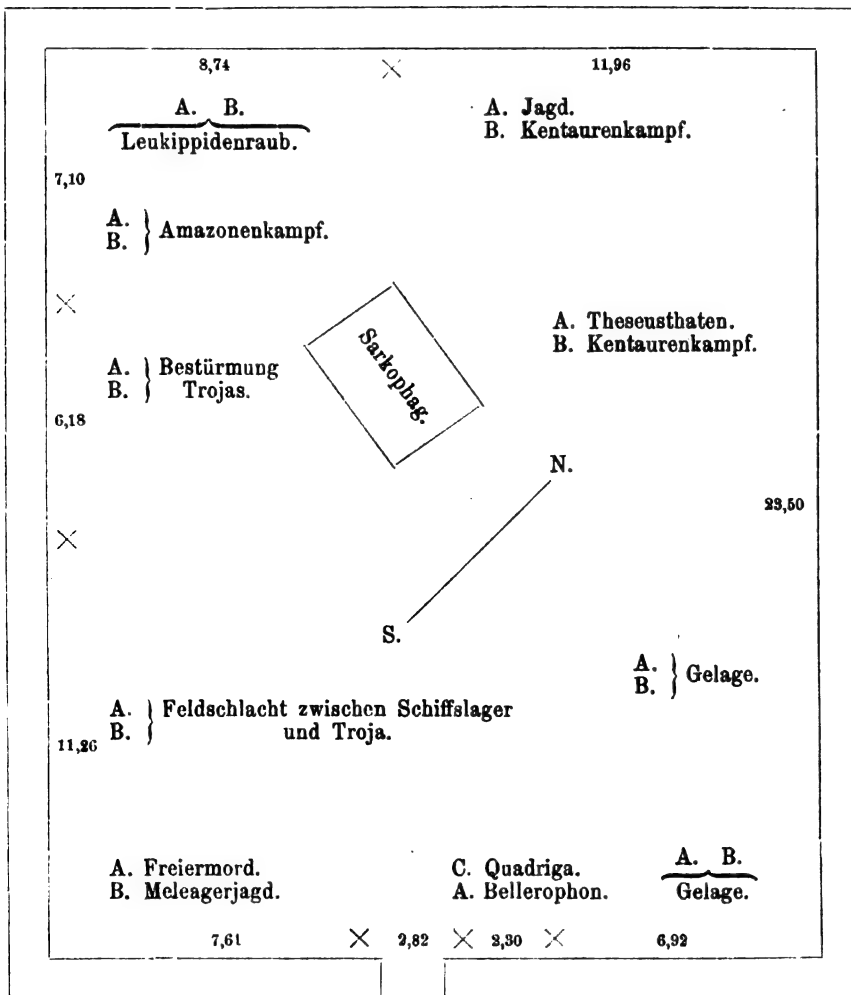 8,74 11,96
A. B.
Leukippidenraub.
A. Jagd.
B. Kentaurenkampf.
7,10
A.
B. } Amazonenkampf.
Sarkophag.
A. Theseusthaten.
B. Kentaurenkampf.
A.
B. } Bestürmung
Trojas.
6,18
N.
23,50
S.
A.
B. } Gelage.
A.
B. } Feldschlacht zwischen Schiffslager
und Troja.
11,26
A. Freiermord.
B. Meleagerjagd.
C. Quadriga.
A. Bellerophon.
A. B.
Gelage.
7,61 2,82 2,30 6,92